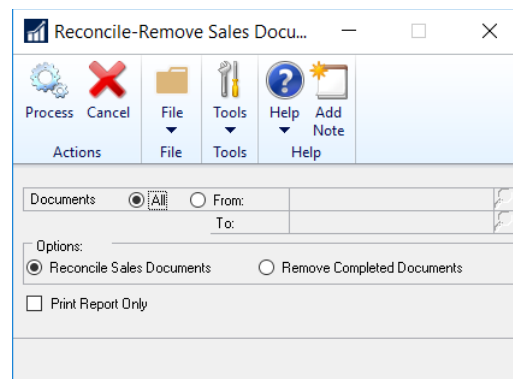 Reconcile-Remove Sales Docu...
Process Cancel File Tools Help Add Note
Actions File Tools Help
Documents All From:
To:
Options:
Reconcile Sales Documents Remove Completed Documents
Print Report Only